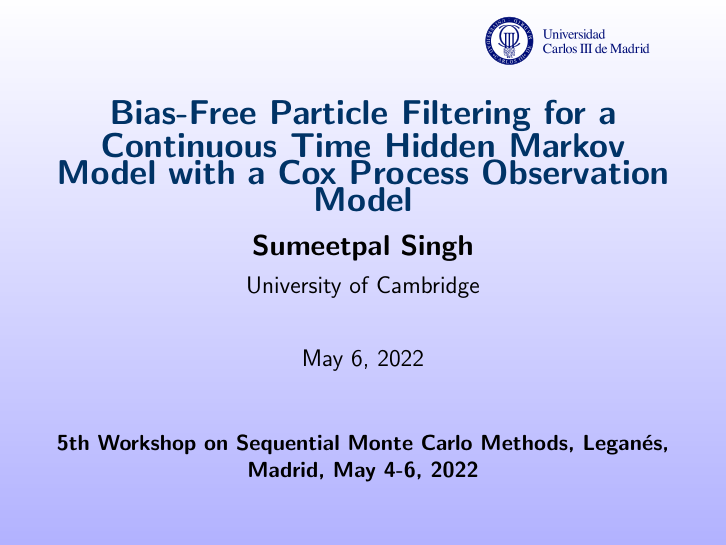 Universidad
Carlos III de Madrid
Bias-Free Particle Filtering for a
Continuous Time Hidden Markov
Model with a Cox Process Observation
Model
Sumeetpal Singh
University of Cambridge
May 6, 2022
5th Workshop on Sequential Monte Carlo Methods, Leganés,
Madrid, May 4-6, 2022